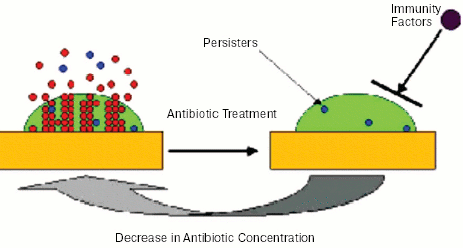 Immunity
Factors
Persisters
Antibiotic Treatment
Decrease in Antibiotic Concentration